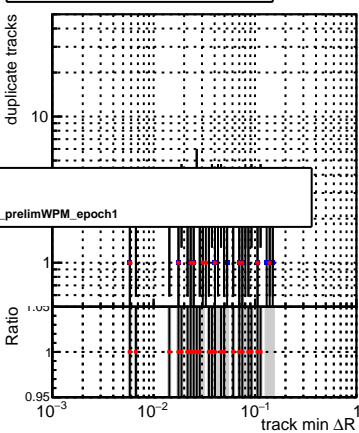 duplicate tracks
10
_prelimWPM_epoch1
1
1.05
Ratio
1
0.95
10⁻³ 10⁻² 10⁻¹ 1
track min ΔR